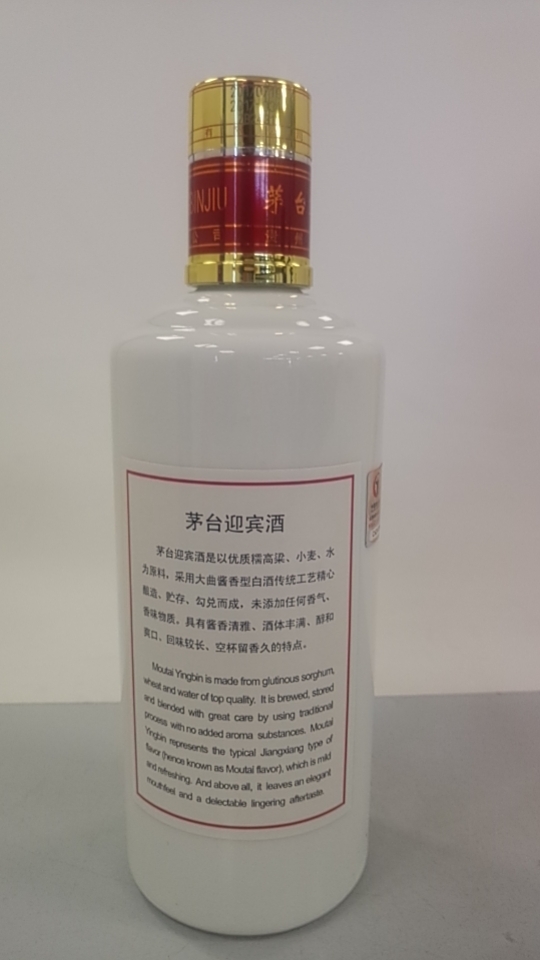 BINJIU 茅台
茅台迎宾酒
茅台迎宾酒是以优质糯高粱、小麦、水
为原料，采用大曲酱香型白酒传统工艺精心
酿造、贮存、勾兑而成，未添加任何香气、
香味物质。具有酱香清雅、酒体丰满、醇和
爽口、回味较长、空杯留香久的特点。
Moutai Yingbin is made from glutinous sorghum,
wheat and water of top quality. It is brewed, stored
and blended with great care by using traditional
process with no added aroma substances. Moutai
Yingbin represents the typical Jiangxiang type of
flavor (hence known as Moutai flavor), which is mild
and refreshing. And above all, it leaves an elegant
mouthfeel and a delectable lingering aftertaste.